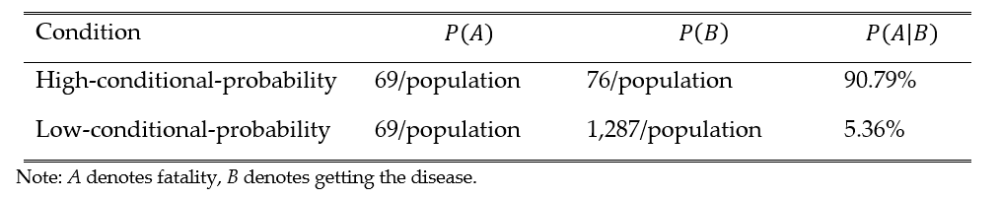 Condition P(A) P(B) P(A|B)
High-conditional-probability 69/population 76/population 90.79%
Low-conditional-probability 69/population 1,287/population 5.36%
Note: A denotes fatality, B denotes getting the disease.